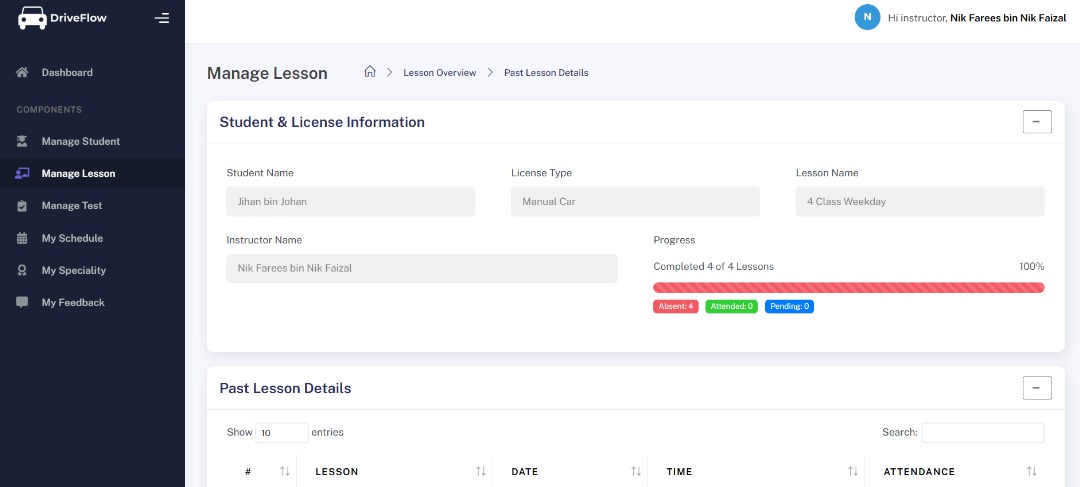 DriveFlow
N Hi instructor, Nik Farees bin Nik Faizal
Dashboard
COMPONENTS
Manage Student
Manage Lesson
Manage Test
My Schedule
My Speciality
My Feedback
Manage Lesson
Lesson Overview
Past Lesson Details
Student & License Information
Student Name
Jihan bin Johan
License Type
Manual Car
Lesson Name
4 Class Weekday
Instructor Name
Nik Farees bin Nik Faizal
Progress
Completed 4 of 4 Lessons 100%
Absent: 4 Attended: 0 Pending: 0
Past Lesson Details
Show 10 entries
Search:
# LESSON DATE TIME ATTENDANCE